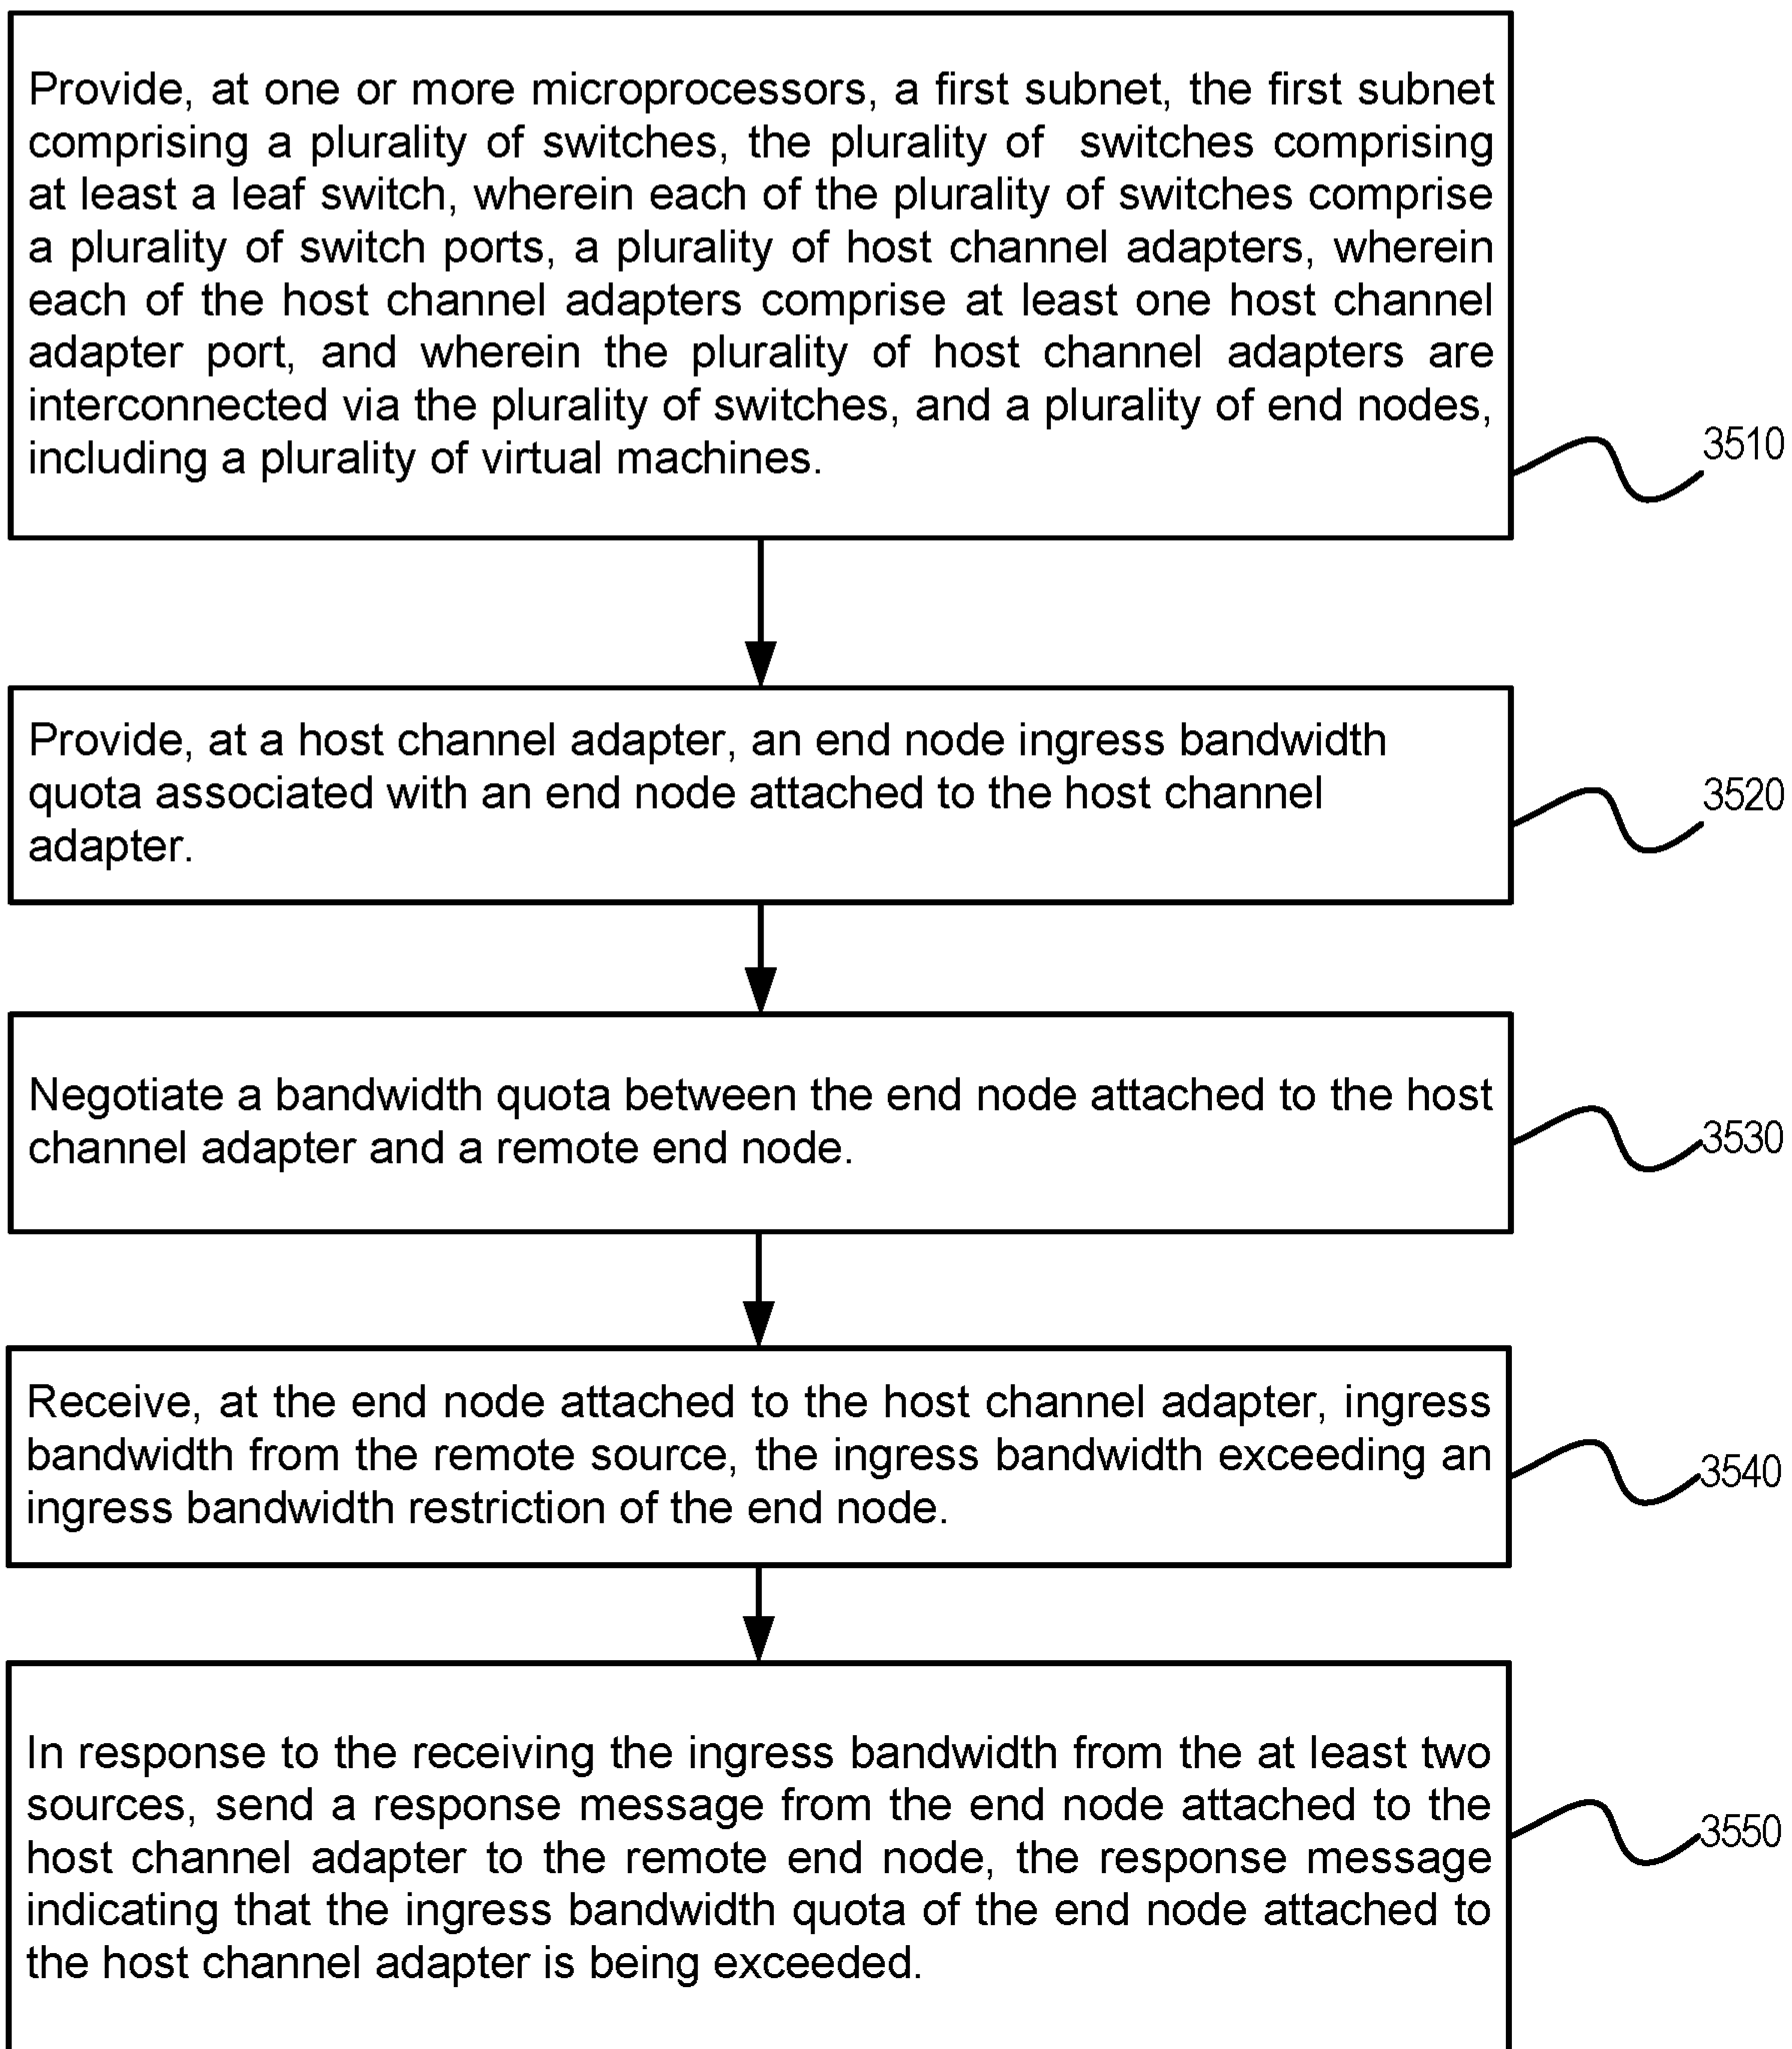 Provide, at one or more microprocessors, a first subnet, the first subnet
comprising a plurality of switches, the plurality of switches comprising
at least a leaf switch, wherein each of the plurality of switches comprise
a plurality of switch ports, a plurality of host channel adapters, wherein
each of the host channel adapters comprise at least one host channel
adapter port, and wherein the plurality of host channel adapters are
interconnected via the plurality of switches, and a plurality of end nodes,
including a plurality of virtual machines.
3510
Provide, at a host channel adapter, an end node ingress bandwidth
quota associated with an end node attached to the host channel
adapter.
3520
Negotiate a bandwidth quota between the end node attached to the host
channel adapter and a remote end node.
3530
Receive, at the end node attached to the host channel adapter, ingress
bandwidth from the remote source, the ingress bandwidth exceeding an
ingress bandwidth restriction of the end node.
3540
In response to the receiving the ingress bandwidth from the at least two
sources, send a response message from the end node attached to the
host channel adapter to the remote end node, the response message
indicating that the ingress bandwidth quota of the end node attached to
the host channel adapter is being exceeded.
3550